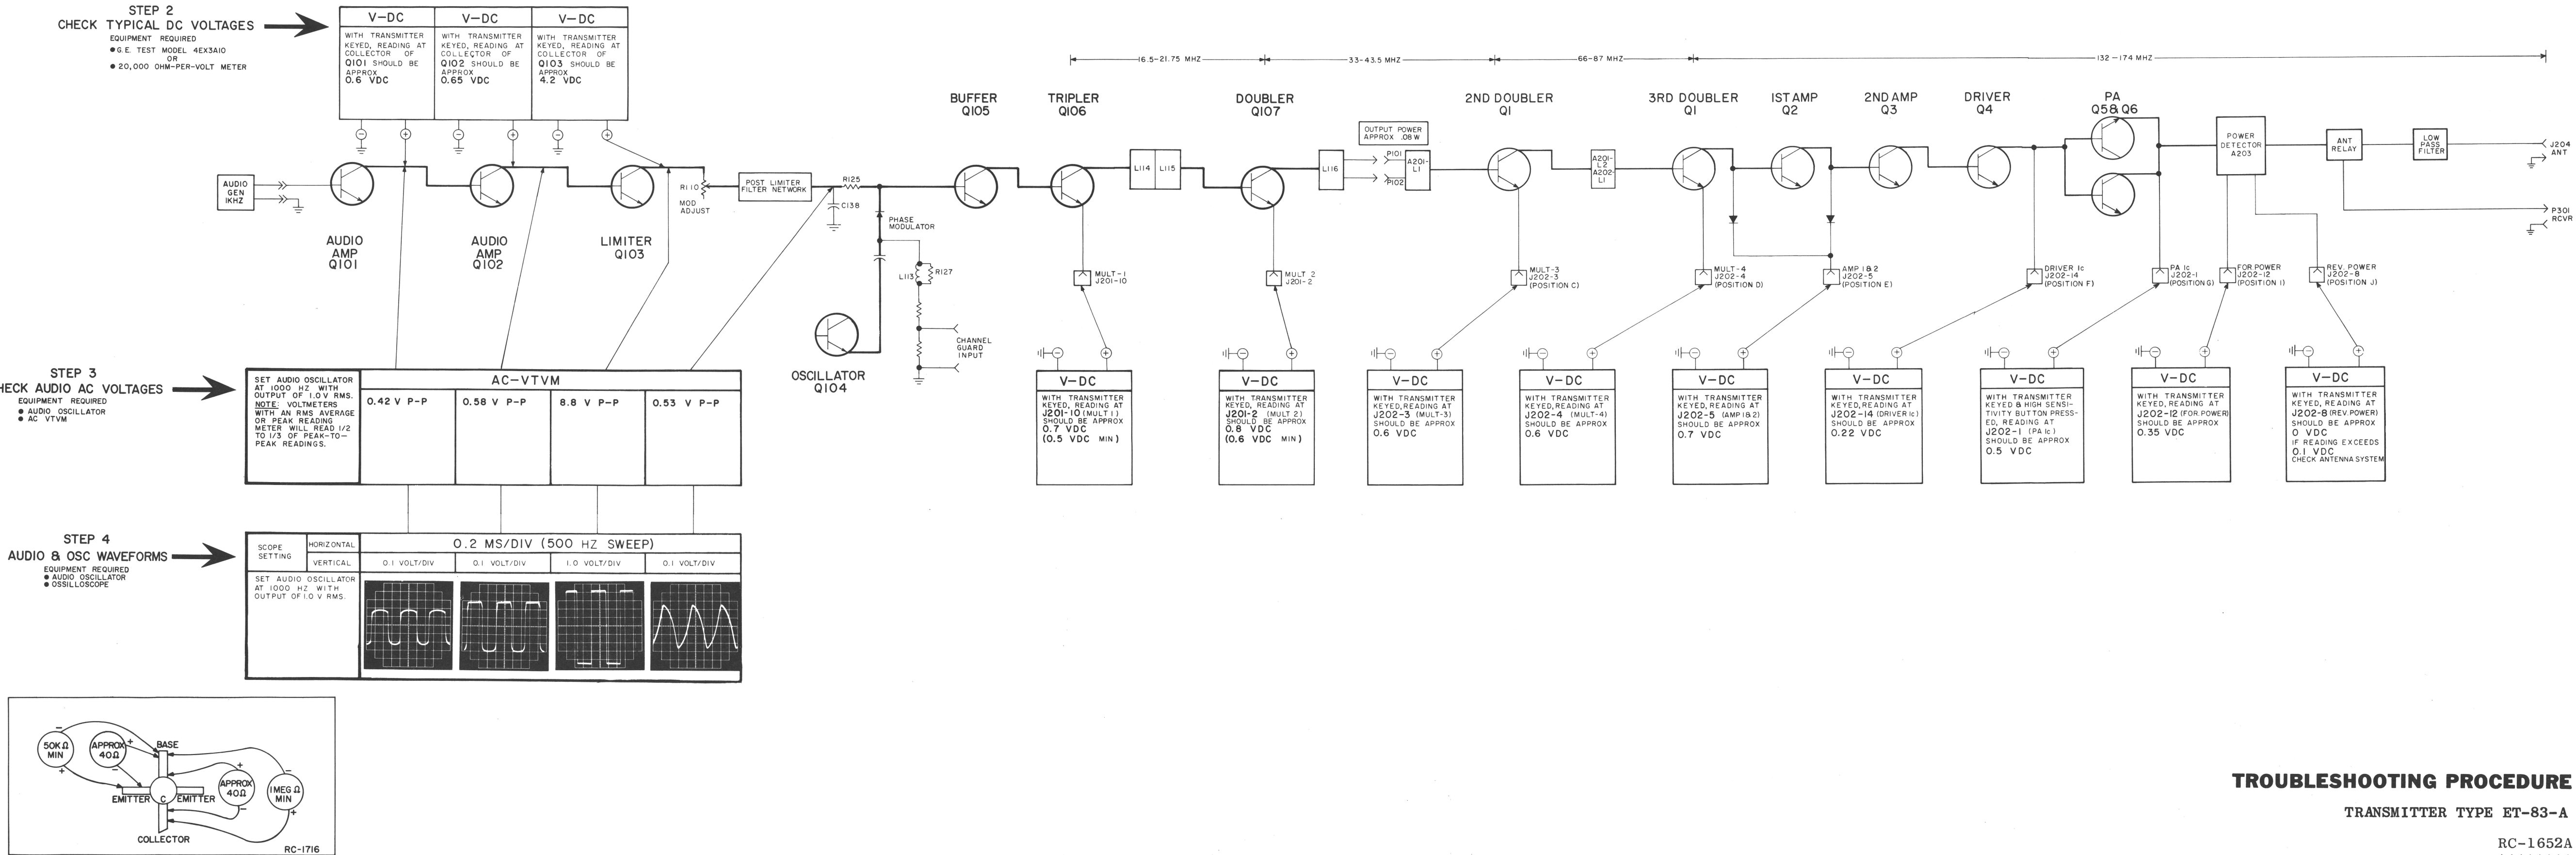 STEP 2
CHECK TYPICAL DC VOLTAGES
EQUIPMENT REQUIRED
● G.E. TEST MODEL 4EX3A10
OR
● 20,000 OHM-PER-VOLT METER
V-DC
WITH TRANSMITTER
KEYED, READING AT
COLLECTOR OF
Q101 SHOULD BE
APPROX
0.6 VDC
V-DC
WITH TRANSMITTER
KEYED, READING AT
COLLECTOR OF
Q102 SHOULD BE
APPROX
0.65 VDC
V-DC
WITH TRANSMITTER
KEYED, READING AT
COLLECTOR OF
Q103 SHOULD BE
APPROX
4.2 VDC
16.5-21.75 MHZ
33-43.5 MHZ
66-87 MHZ
132-174 MHZ
BUFFER
Q105
TRIPLER
Q106
DOUBLER
Q107
2ND DOUBLER
Q1
3RD DOUBLER
Q1
1ST AMP
Q2
2ND AMP
Q3
DRIVER
Q4
PA
Q5 & Q6
AUDIO
GEN
1KHZ
AUDIO
AMP
Q101
AUDIO
AMP
Q102
LIMITER
Q103
R110
MOD
ADJUST
POST LIMITER
FILTER NETWORK
R125
C138
PHASE
MODULATOR
L113
R127
CHANNEL
GUARD
INPUT
OSCILLATOR
Q104
L114
L115
L116
OUTPUT POWER
APPROX .08 W
P101
P102
A201-
L1
A201-
L2
A202-
L1
POWER
DETECTOR
A203
ANT
RELAY
LOW
PASS
FILTER
J204
ANT
P301
RCVR
MULT-1
J201-10
MULT 2
J201-2
MULT-3
J202-3
(POSITION C)
MULT-4
J202-4
(POSITION D)
AMP 1&2
J202-5
(POSITION E)
DRIVER Ic
J202-14
(POSITION F)
PA Ic
J202-1
(POSITION G)
FOR. POWER
J202-12
(POSITION I)
REV. POWER
J202-8
(POSITION J)
V-DC
WITH TRANSMITTER
KEYED, READING AT
J201-10 (MULT 1)
SHOULD BE APPROX
0.7 VDC
(0.5 VDC MIN)
V-DC
WITH TRANSMITTER
KEYED, READING AT
J201-2 (MULT 2)
SHOULD BE APPROX
0.8 VDC
(0.6 VDC MIN)
V-DC
WITH TRANSMITTER
KEYED, READING AT
J202-3 (MULT-3)
SHOULD BE APPROX
0.6 VDC
V-DC
WITH TRANSMITTER
KEYED, READING AT
J202-4 (MULT-4)
SHOULD BE APPROX
0.6 VDC
V-DC
WITH TRANSMITTER
KEYED, READING AT
J202-5 (AMP 1&2)
SHOULD BE APPROX
0.7 VDC
V-DC
WITH TRANSMITTER
KEYED, READING AT
J202-14 (DRIVER Ic)
SHOULD BE APPROX
0.22 VDC
V-DC
WITH TRANSMITTER
KEYED & HIGH SENSI-
TIVITY BUTTON PRESS-
ED, READING AT
J202-1 (PA Ic)
SHOULD BE APPROX
0.5 VDC
V-DC
WITH TRANSMITTER
KEYED, READING AT
J202-12 (FOR. POWER)
SHOULD BE APPROX
0.35 VDC
V-DC
WITH TRANSMITTER
KEYED, READING AT
J202-8 (REV. POWER)
SHOULD BE APPROX
0 VDC
IF READING EXCEEDS
0.1 VDC
CHECK ANTENNA SYSTEM
STEP 3
HECK AUDIO AC VOLTAGES
EQUIPMENT REQUIRED
● AUDIO OSCILLATOR
● AC VTVM
SET AUDIO OSCILLATOR
AT 1000 HZ WITH
OUTPUT OF 1.0 V RMS.
NOTE: VOLTMETERS
WITH AN RMS AVERAGE
OR PEAK READING
METER WILL READ 1/2
TO 1/3 OF PEAK-TO-
PEAK READINGS.
AC-VTVM
0.42 V P-P
0.58 V P-P
8.8 V P-P
0.53 V P-P
STEP 4
AUDIO & OSC WAVEFORMS
EQUIPMENT REQUIRED
● AUDIO OSCILLATOR
● OSSILLOSCOPE
SCOPE
SETTING
HORIZONTAL
0.2 MS/DIV (500 HZ SWEEP)
VERTICAL
0.1 VOLT/DIV
0.1 VOLT/DIV
1.0 VOLT/DIV
0.1 VOLT/DIV
SET AUDIO OSCILLATOR
AT 1000 HZ WITH
OUTPUT OF 1.0 V RMS.
50K Ω
MIN
APPROX
40Ω
BASE
APPROX
40Ω
1 MEG Ω
MIN
EMITTER C EMITTER
COLLECTOR
RC-1716
TROUBLESHOOTING PROCEDURE
TRANSMITTER TYPE ET-83-A
RC-1652A